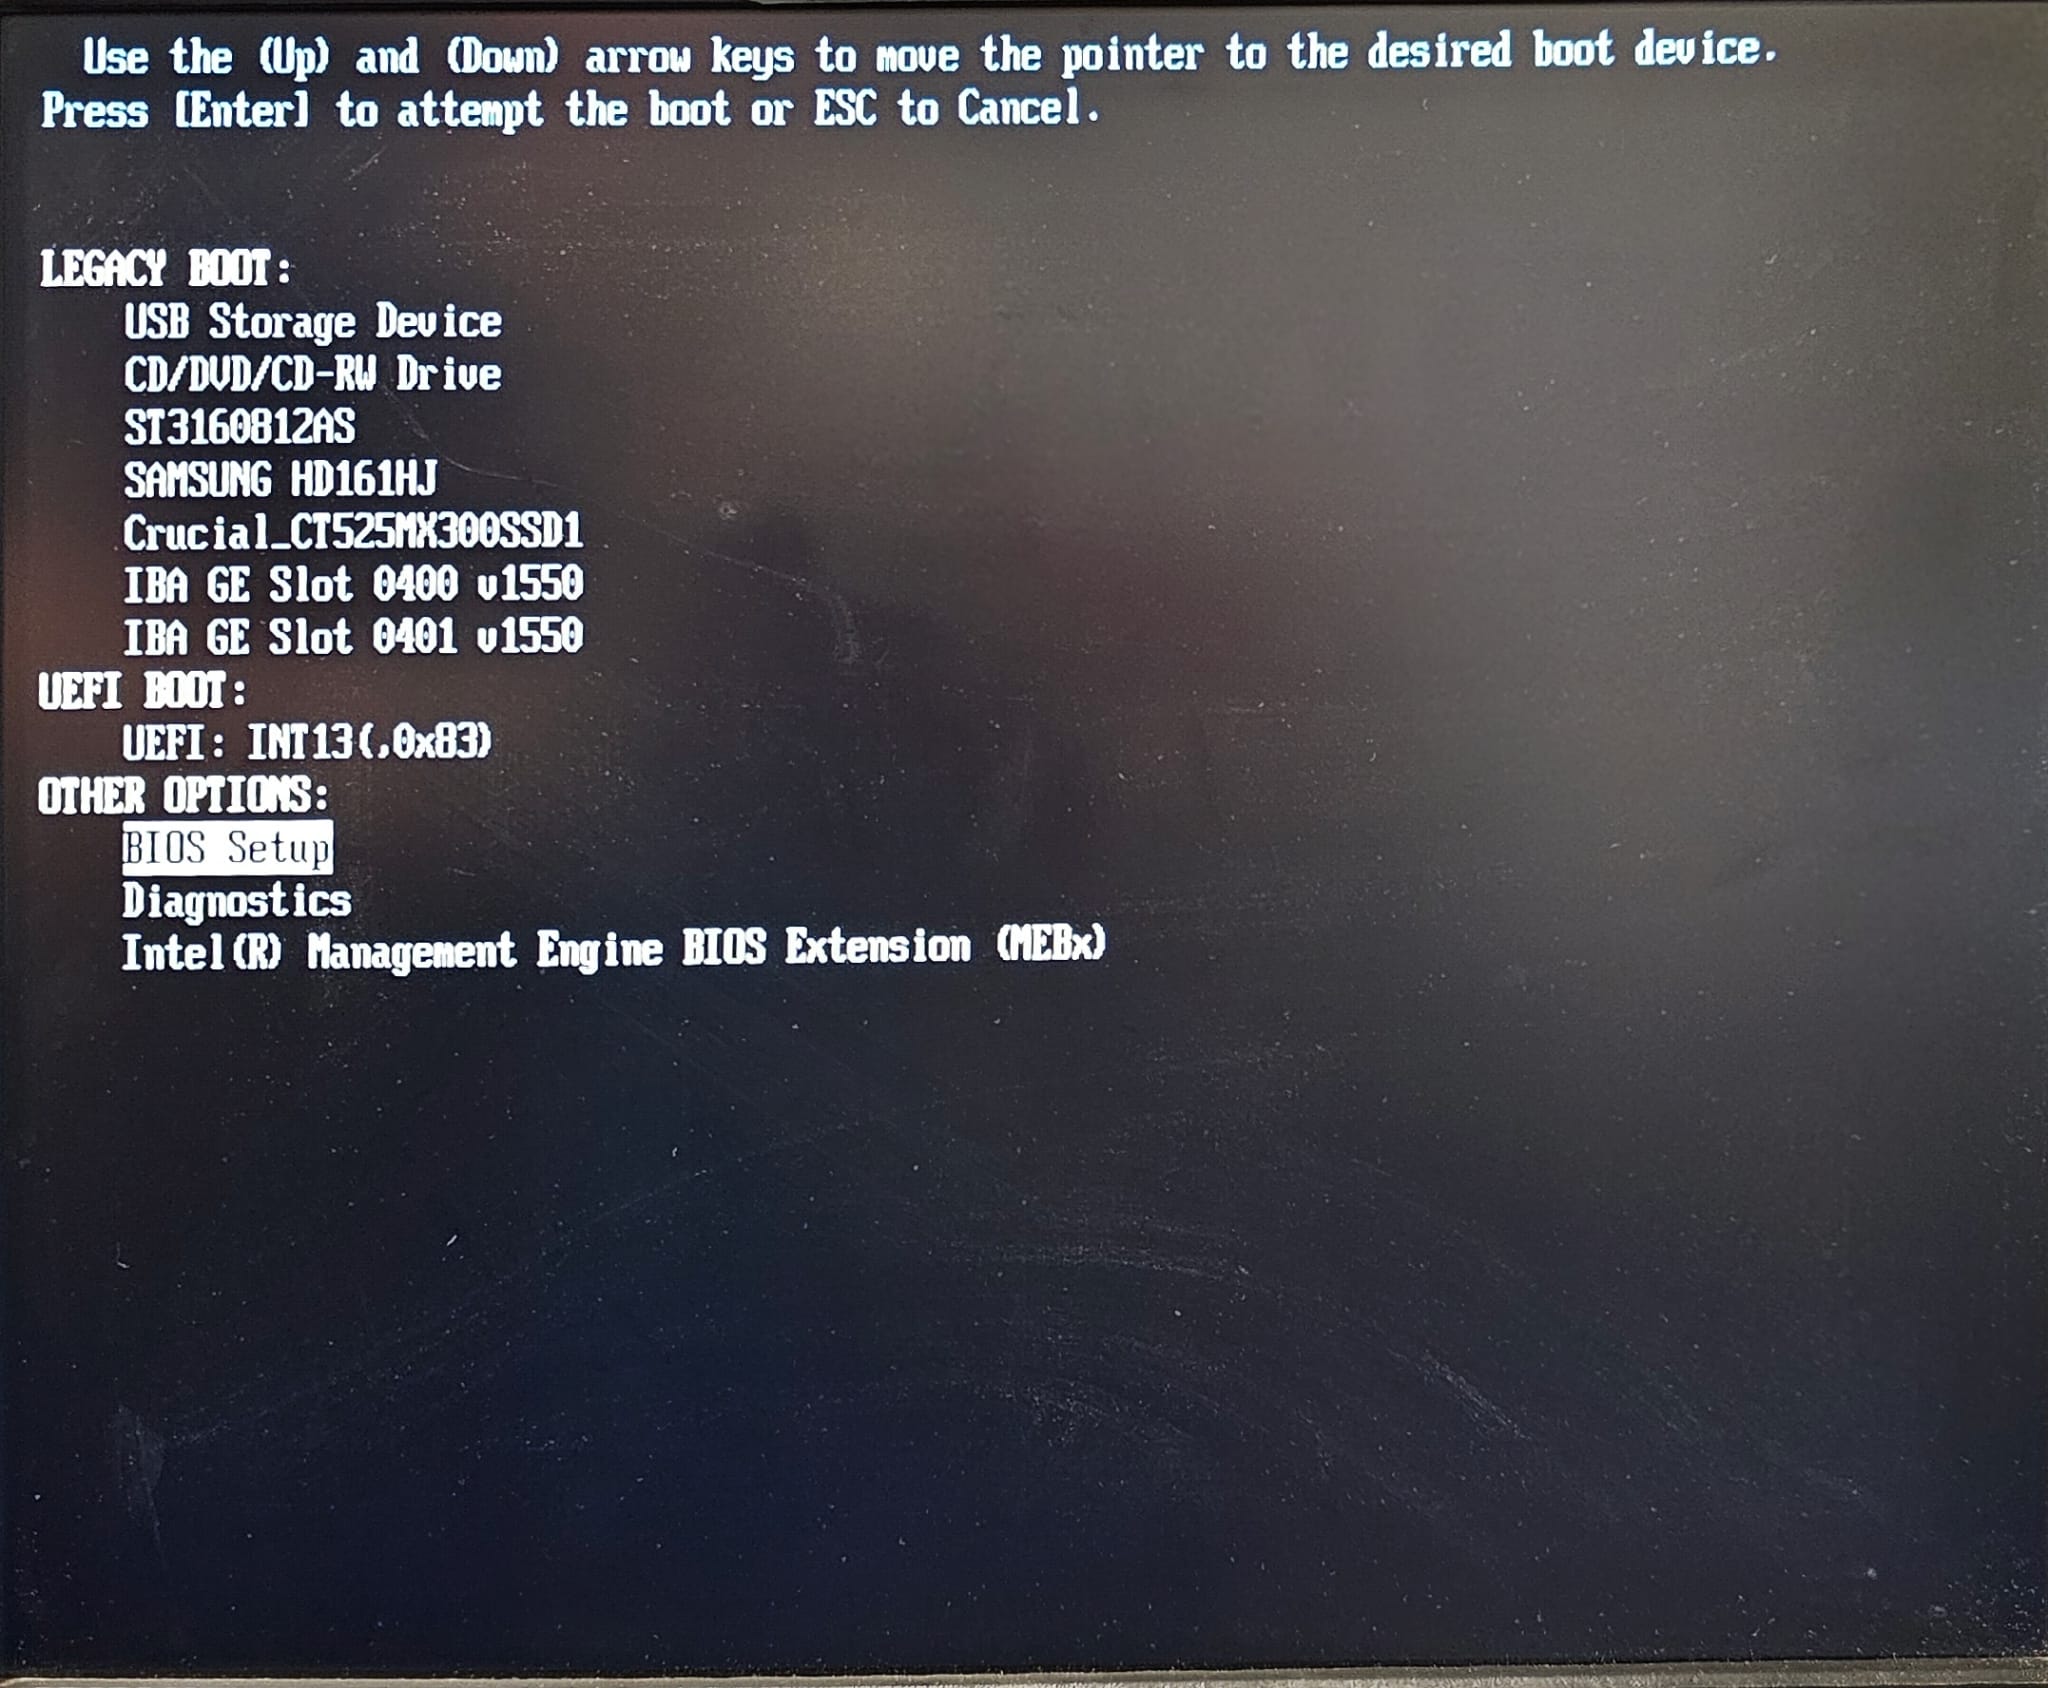 Use the (Up) and (Down) arrow keys to move the pointer to the desired boot device.
Press [Enter] to attempt the boot or ESC to Cancel.
LEGACY BOOT:
USB Storage Device
CD/DVD/CD-RW Drive
ST3160812AS
SAMSUNG HD161HJ
Crucial_CT525MX300SSD1
IBA GE Slot 0400 v1550
IBA GE Slot 0401 v1550
UEFI BOOT:
UEFI: INT13(,0x83)
OTHER OPTIONS:
BIOS Setup
Diagnostics
Intel(R) Management Engine BIOS Extension (MEBx)